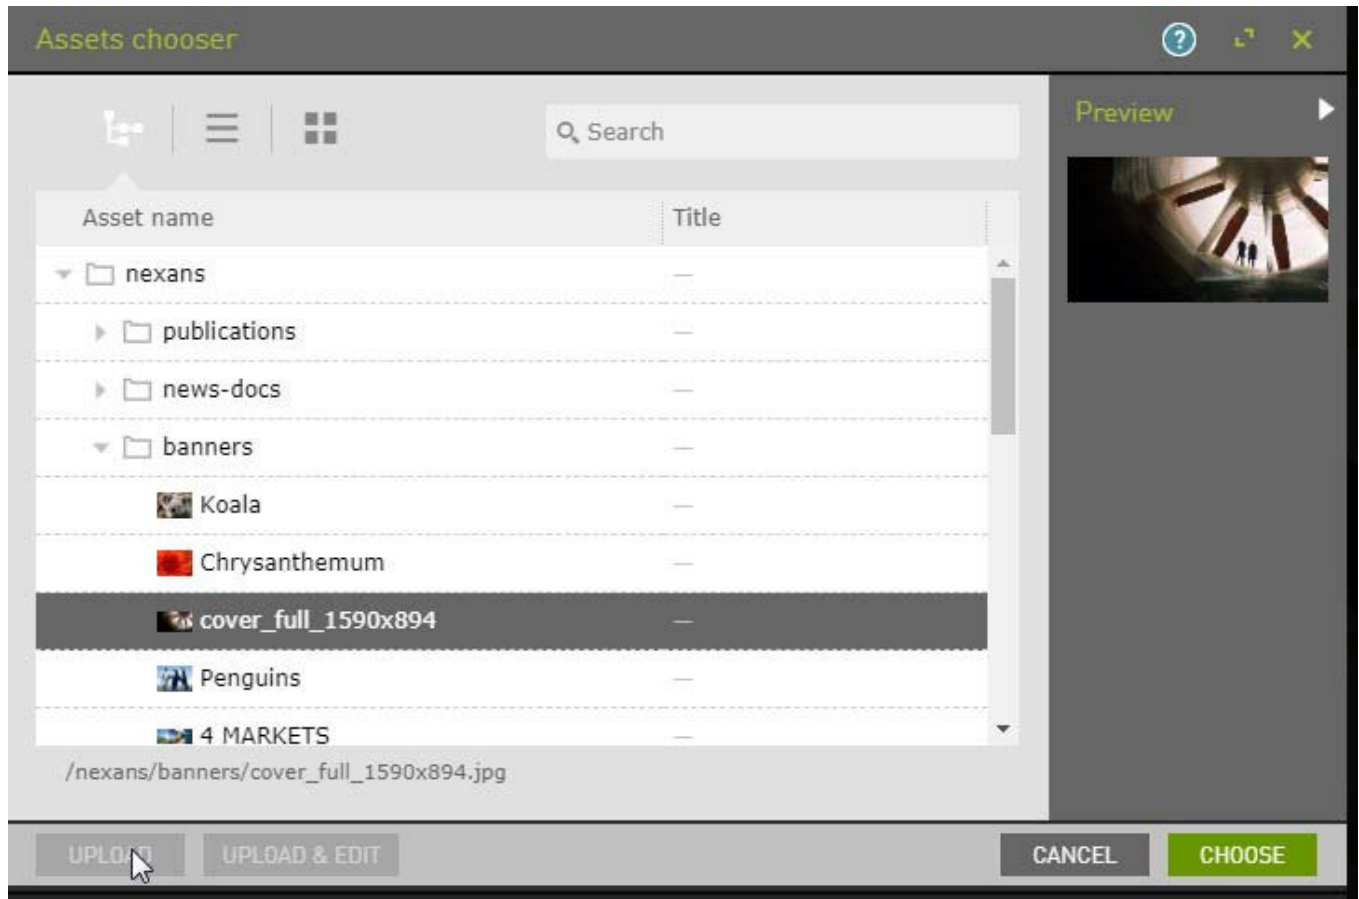 Assets chooser
?
Search
Preview
Asset name Title
nexans —
publications —
news-docs —
banners —
Koala —
Chrysanthemum —
cover_full_1590x894 —
Penguins —
4 MARKETS —
/nexans/banners/cover_full_1590x894.jpg
UPLOAD UPLOAD & EDIT CANCEL CHOOSE